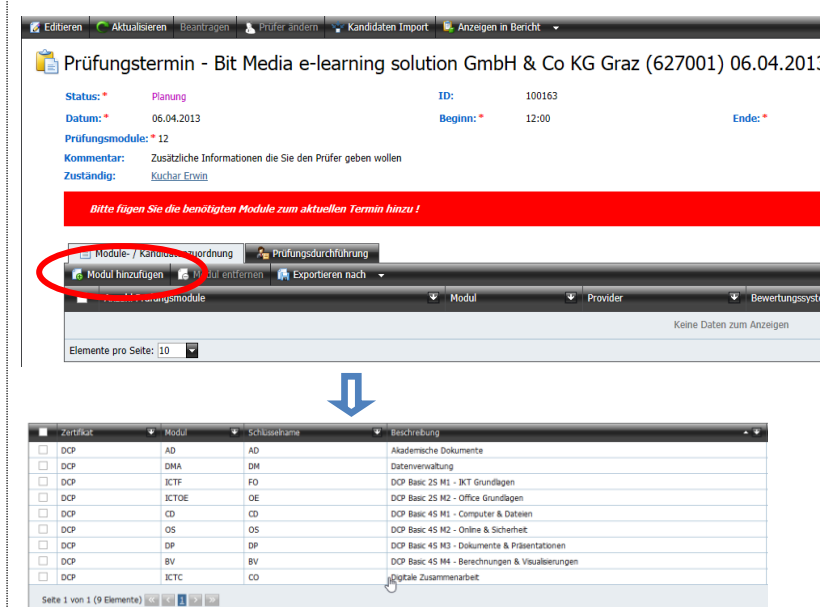 Editieren Aktualisieren Beantragen Prüfer ändern Kandidaten Import Anzeigen in Bericht
Prüfungstermin - Bit Media e-learning solution GmbH & Co KG Graz (627001) 06.04.2013
Status: * Planung ID: 100163
Datum: * 06.04.2013 Beginn: * 12:00 Ende: *
Prüfungsmodule: * 12
Kommentar: Zusätzliche Informationen die Sie den Prüfer geben wollen
Zuständig: Kuchar Erwin
Bitte fügen Sie die benötigten Module zum aktuellen Termin hinzu !
Module- / Kandidatenzuordnung Prüfungsdurchführung
Modul hinzufügen Modul entfernen Exportieren nach
Anzahl Prüfungsmodule Modul Provider Bewertungssyste
Keine Daten zum Anzeigen
Elemente pro Seite: 10
Zertifikat Modul Schlüsselname Beschreibung
DCP AD AD Akademische Dokumente
DCP DMA DM Datenverwaltung
DCP ICTF FO DCP Basic 2S M1 - IKT Grundlagen
DCP ICTOE OE DCP Basic 2S M2 - Office Grundlagen
DCP CD CD DCP Basic 4S M1 - Computer & Dateien
DCP OS OS DCP Basic 4S M2 - Online & Sicherheit
DCP DP DP DCP Basic 4S M3 - Dokumente & Präsentationen
DCP BV BV DCP Basic 4S M4 - Berechnungen & Visualisierungen
DCP ICTC CO Digitale Zusammenarbeit
Seite 1 von 1 (9 Elemente) 1